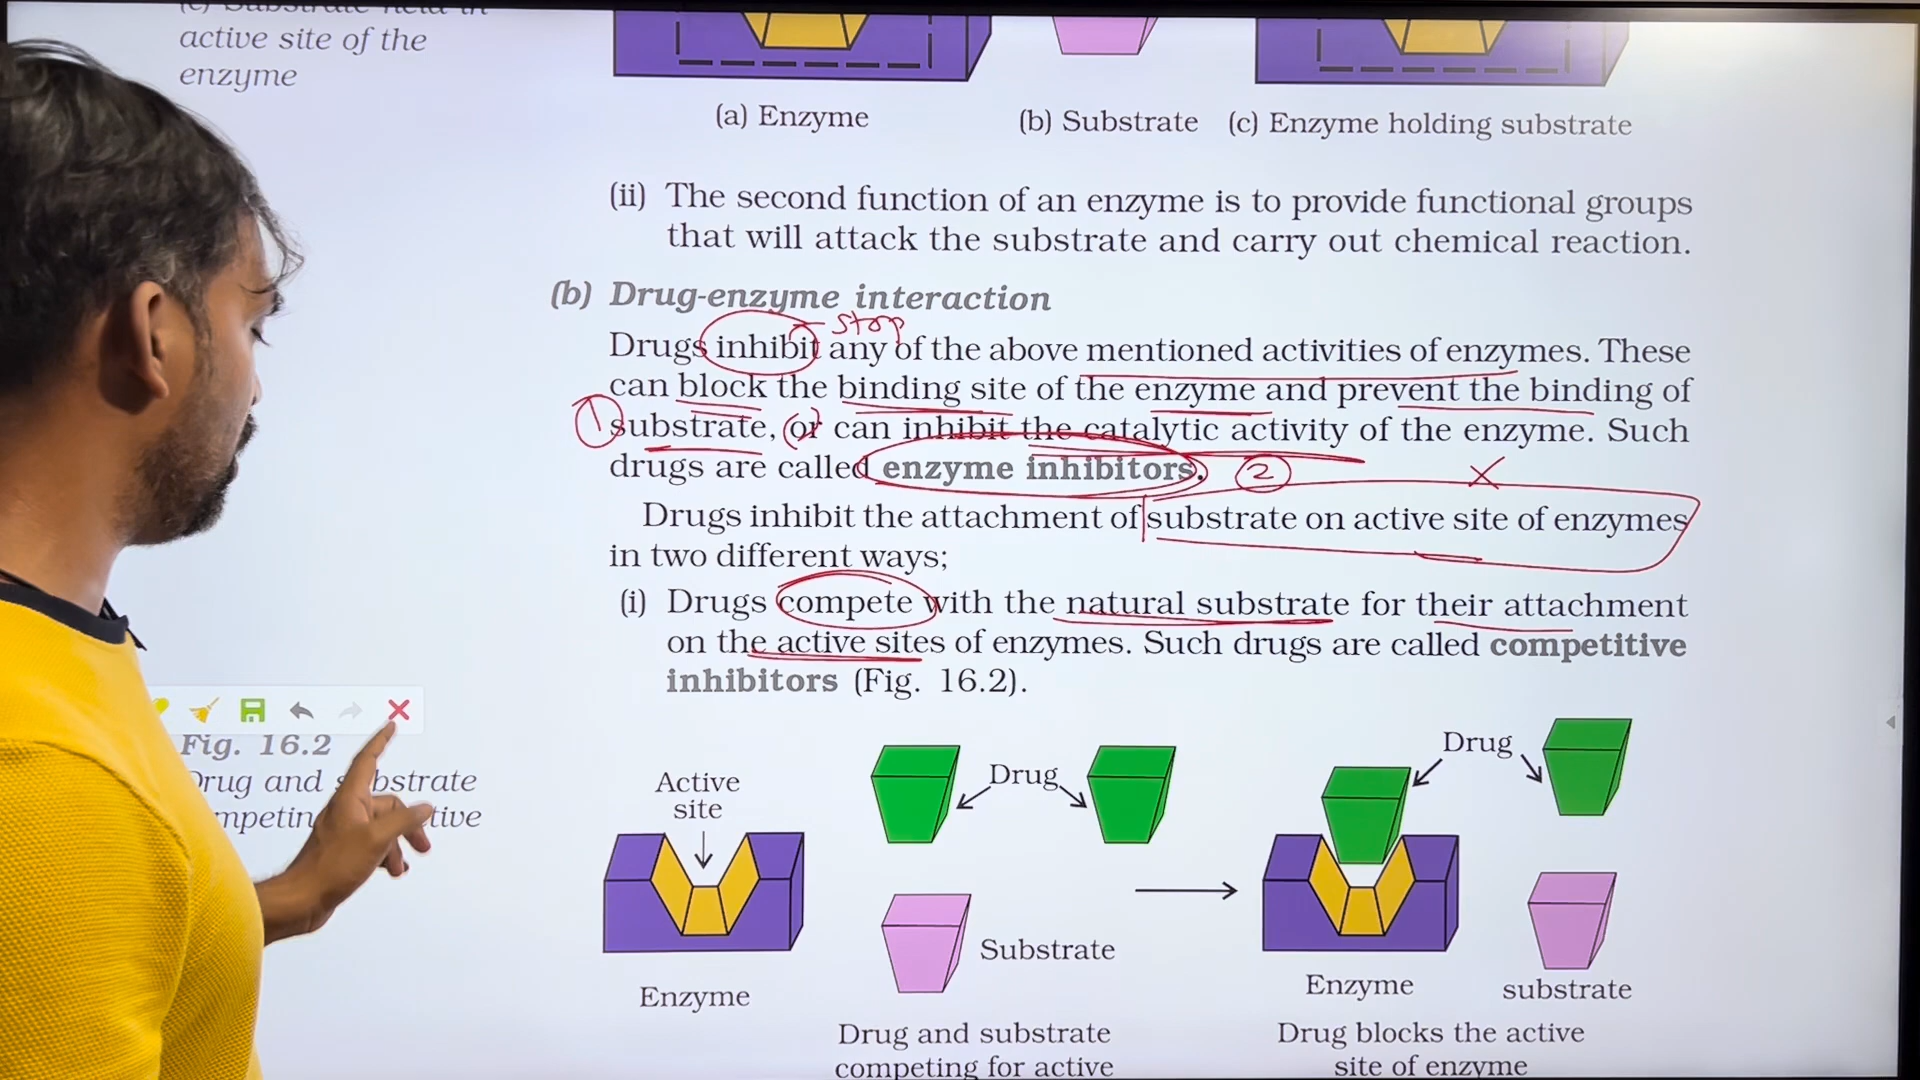 (c) Substrate held in
active site of the
enzyme
(a) Enzyme
(b) Substrate
(c) Enzyme holding substrate
(ii) The second function of an enzyme is to provide functional groups
that will attack the substrate and carry out chemical reaction.
(b) Drug-enzyme interaction
stop
Drugs inhibit any of the above mentioned activities of enzymes. These
can block the binding site of the enzyme and prevent the binding of
1
substrate, or can inhibit the catalytic activity of the enzyme. Such
drugs are called enzyme inhibitors.
2
Drugs inhibit the attachment of substrate on active site of enzymes
in two different ways;
(i) Drugs compete with the natural substrate for their attachment
on the active sites of enzymes. Such drugs are called competitive
inhibitors (Fig. 16.2).
Fig. 16.2
Drug and substrate
Active
site
Drug
Drug
Substrate
Enzyme
Enzyme
substrate
Drug and substrate
competing for active
Drug blocks the active
site of enzyme